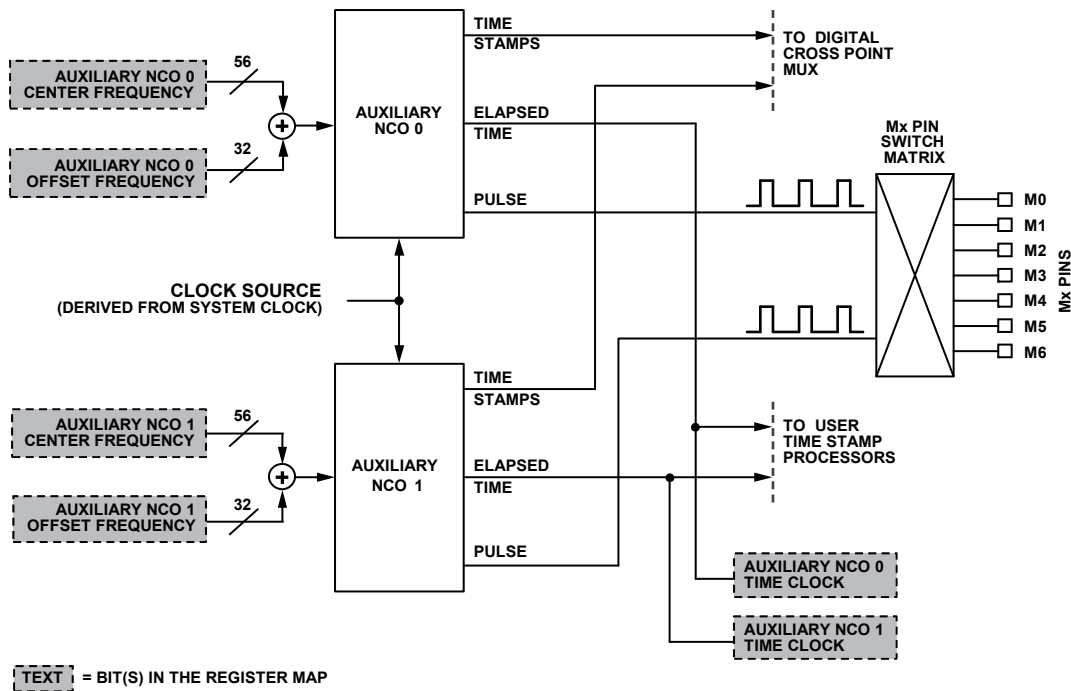 TIME
STAMPS
TO DIGITAL
CROSS POINT
MUX
56
AUXILIARY NCO 0
CENTER FREQUENCY
AUXILIARY
NCO 0
ELAPSED
TIME
32
AUXILIARY NCO 0
OFFSET FREQUENCY
Mx PIN
SWITCH
MATRIX
PULSE
M0
M1
M2
M3
M4
M5
M6
Mx PINS
CLOCK SOURCE
(DERIVED FROM SYSTEM CLOCK)
TIME
STAMPS
56
AUXILIARY NCO 1
CENTER FREQUENCY
TO USER
TIME STAMP
PROCESSORS
AUXILIARY
NCO 1
ELAPSED
TIME
32
AUXILIARY NCO 1
OFFSET FREQUENCY
PULSE
AUXILIARY NCO 0
TIME CLOCK
AUXILIARY NCO 1
TIME CLOCK
TEXT = BIT(S) IN THE REGISTER MAP